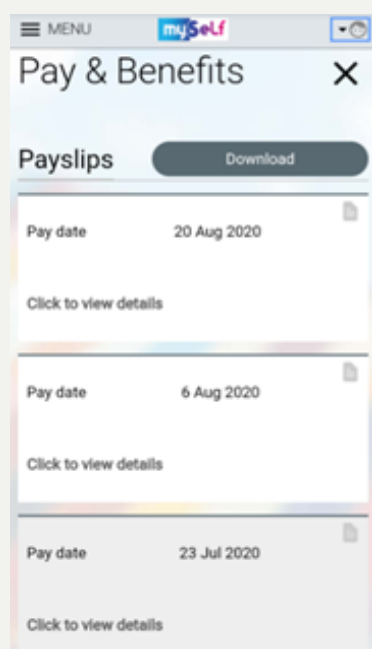 MENU mySelf
Pay & Benefits
Payslips Download
Pay date 20 Aug 2020
Click to view details
Pay date 6 Aug 2020
Click to view details
Pay date 23 Jul 2020
Click to view details